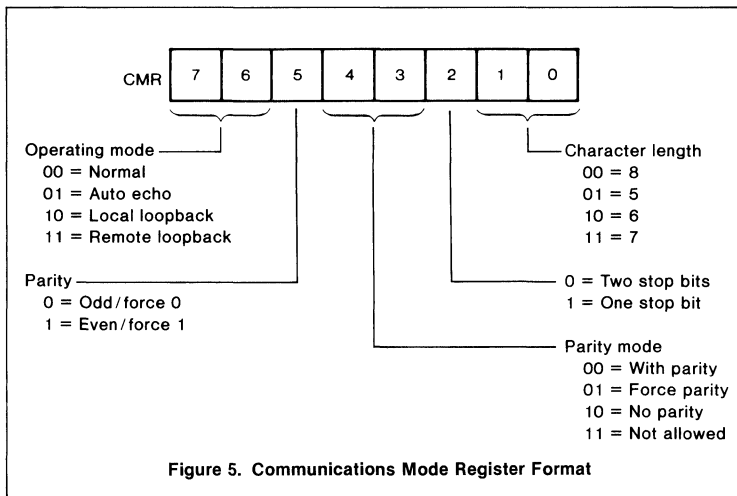 CMR 7 6 5 4 3 2 1 0
Operating mode
00 = Normal
01 = Auto echo
10 = Local loopback
11 = Remote loopback
Parity
0 = Odd/force 0
1 = Even/force 1
Character length
00 = 8
01 = 5
10 = 6
11 = 7
0 = Two stop bits
1 = One stop bit
Parity mode
00 = With parity
01 = Force parity
10 = No parity
11 = Not allowed
Figure 5. Communications Mode Register Format